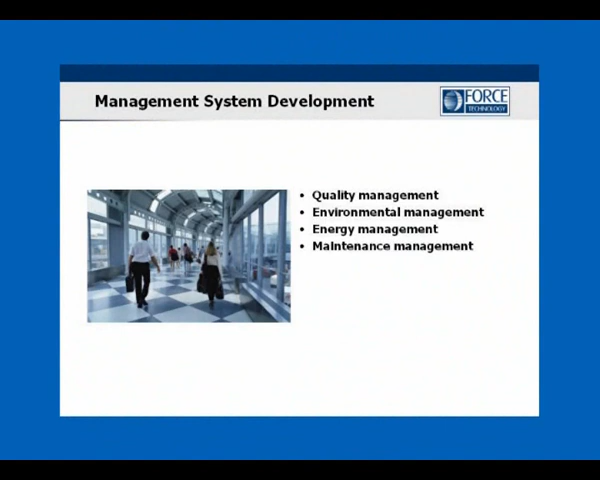 Management System Development
FORCE
TECHNOLOGY
• Quality management
• Environmental management
• Energy management
• Maintenance management